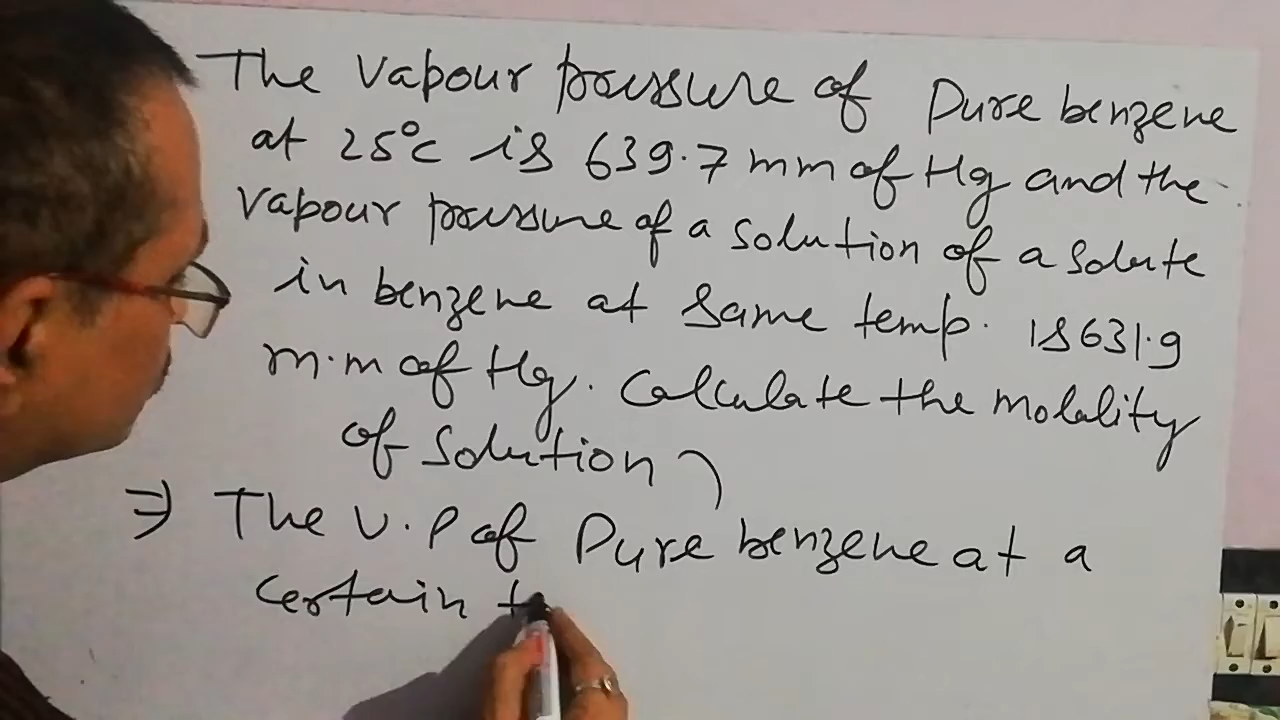 The vapour pressure of Pure benzene
at 25°c is 639.7 mm of Hg and the
vapour pressure of a solution of a solute
in benzene at same temp. is 631.9
m.m of Hg. Calculate the molality
of solution
⇒ The V.P of Pure benzene at a
certain t